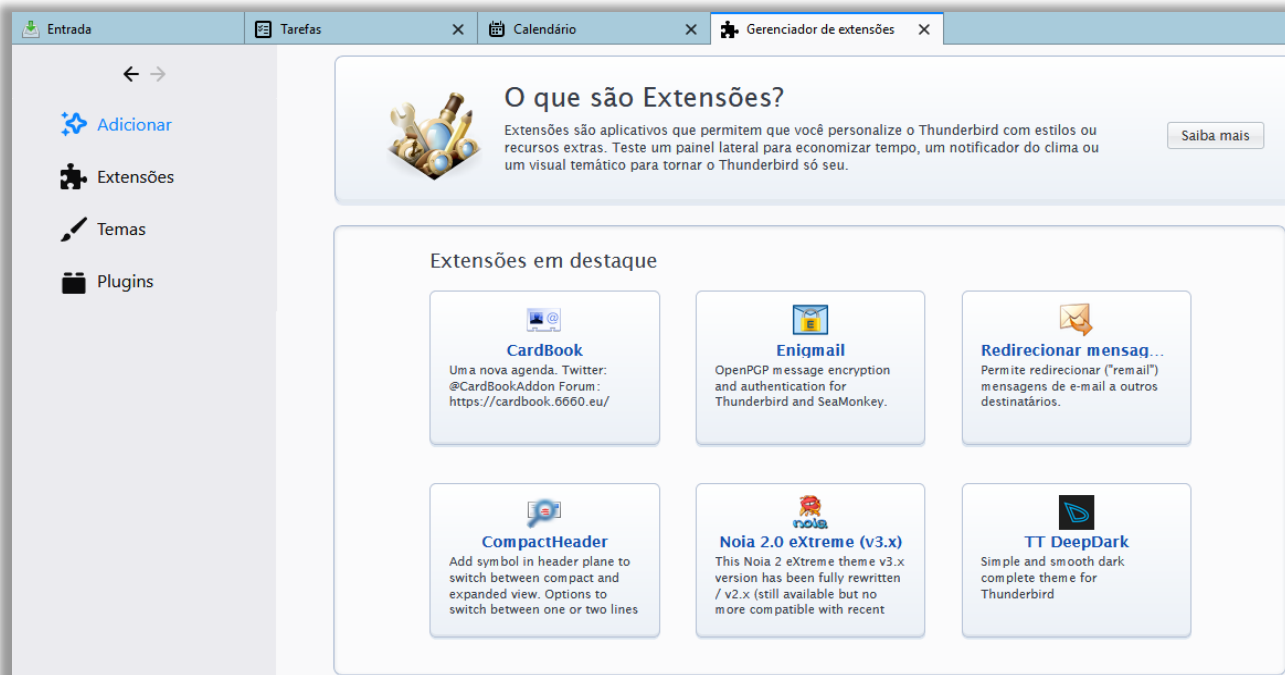 Entrada
Tarefas
Calendário
Gerenciador de extensões
Adicionar
Extensões
Temas
Plugins
O que são Extensões?
Extensões são aplicativos que permitem que você personalize o Thunderbird com estilos ou
recursos extras. Teste um painel lateral para economizar tempo, um notificador do clima ou
um visual temático para tornar o Thunderbird só seu.
Saiba mais
Extensões em destaque
CardBook
Uma nova agenda. Twitter:
@CardBookAddon Forum:
https://cardbook.6660.eu/
Enigmail
OpenPGP message encryption
and authentication for
Thunderbird and SeaMonkey.
Redirecionar mensag...
Permite redirecionar ("remail")
mensagens de e-mail a outros
destinatários.
CompactHeader
Add symbol in header plane to
switch between compact and
expanded view. Options to
switch between one or two lines
noia
Noia 2.0 eXtreme (v3.x)
This Noia 2 eXtreme theme v3.x
version has been fully rewritten
/ v2.x (still available but no
more compatible with recent
TT DeepDark
Simple and smooth dark
complete theme for
Thunderbird